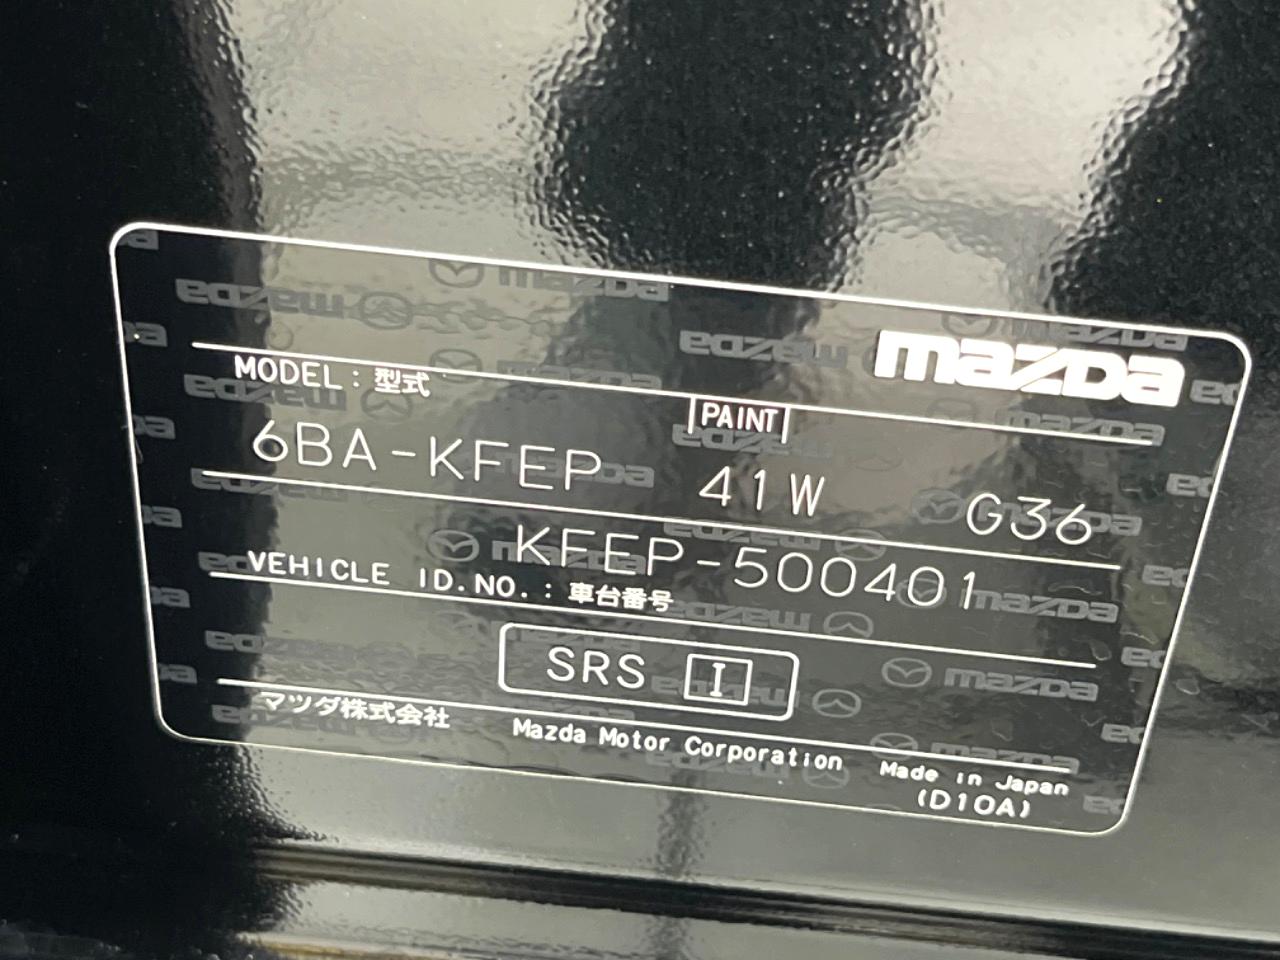 mazda
MODEL : 型式
PAINT
6BA-KFEP 41W G36
KFEP-500401
VEHICLE ID.NO. : 車台番号
SRS I
マツダ株式会社 Mazda Motor Corporation Made in Japan
(D10A)